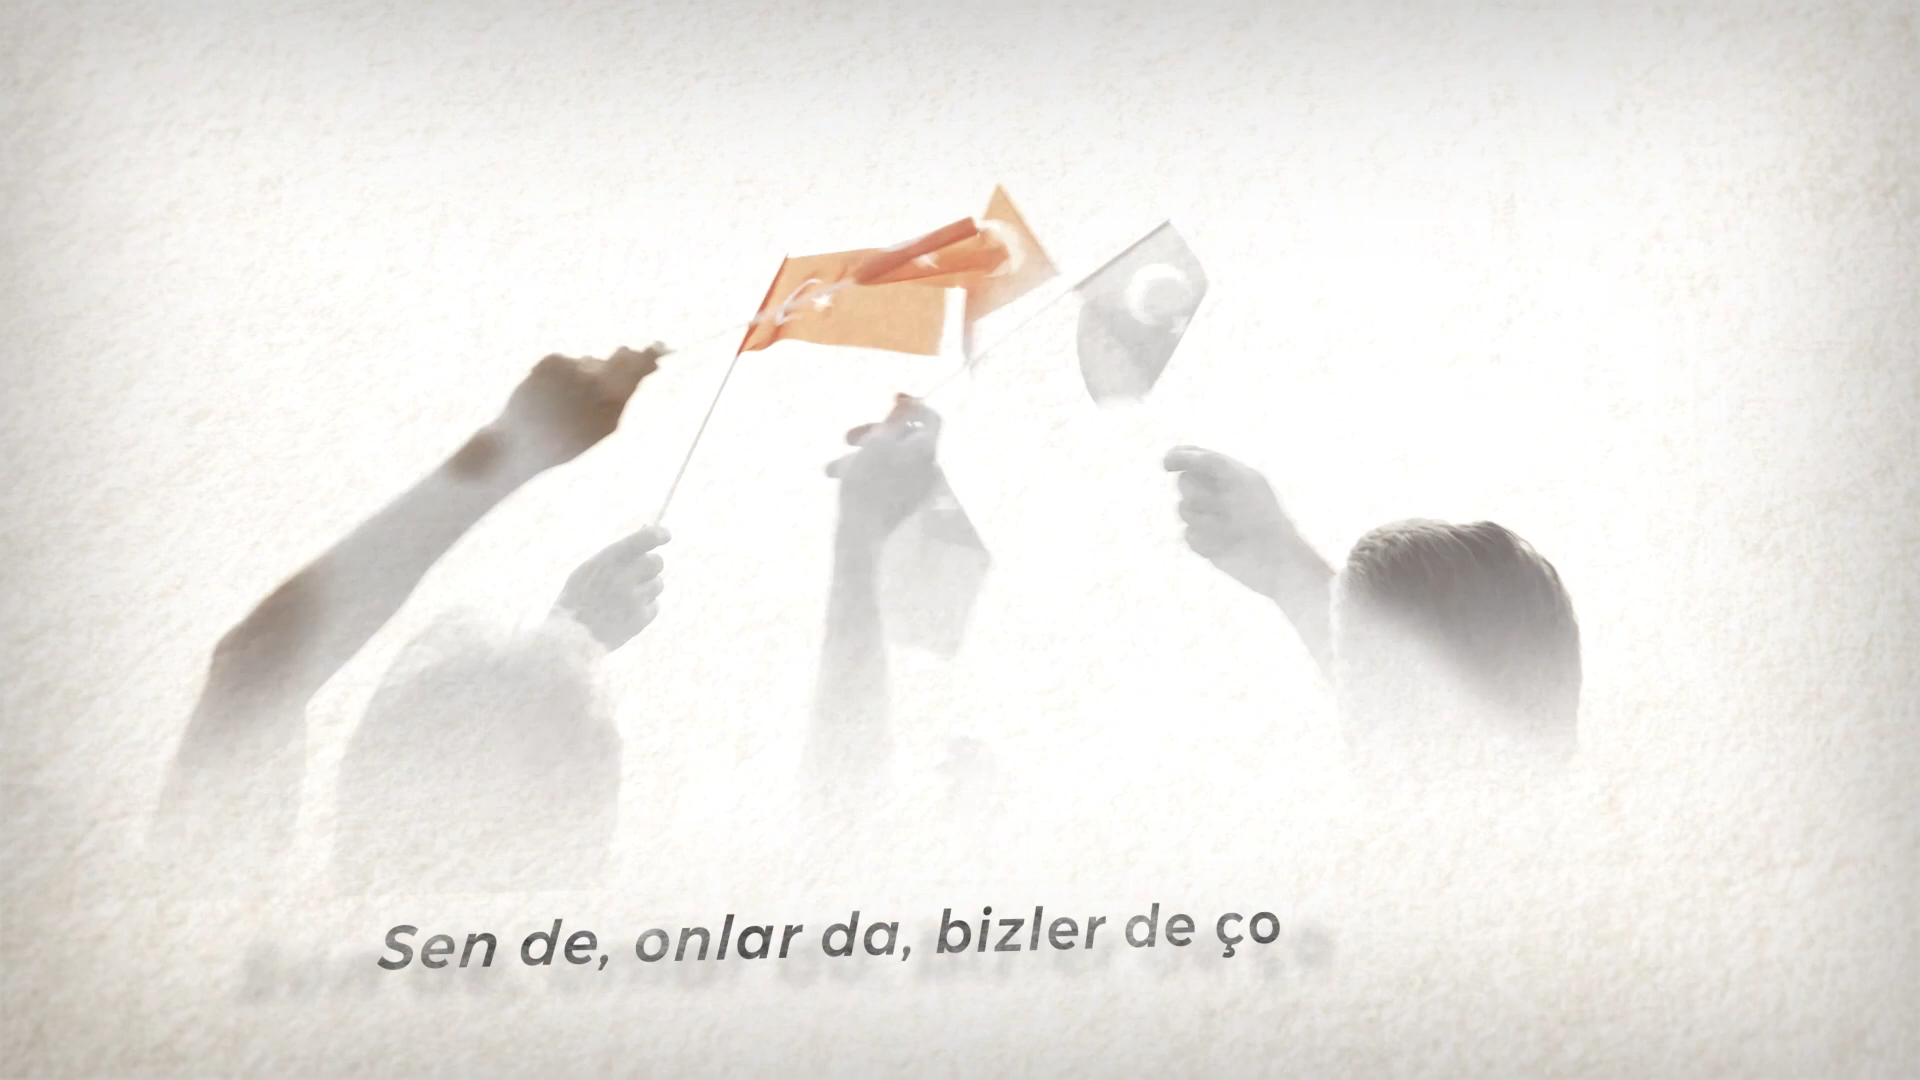 Sen de, onlar da, bizler de ço